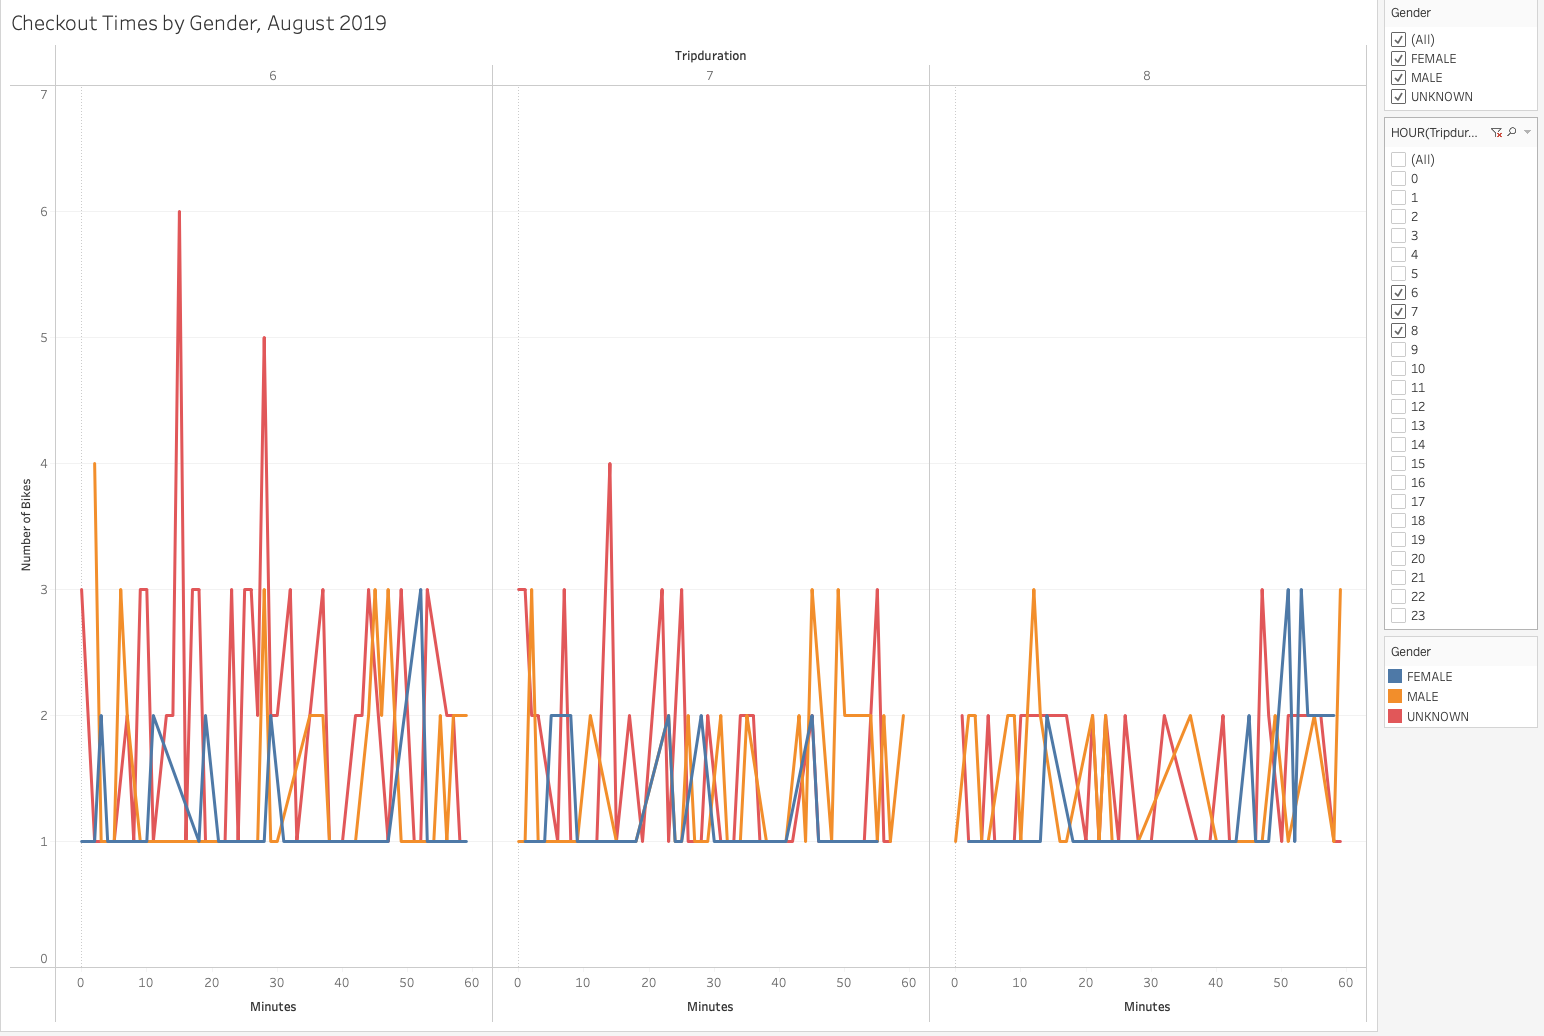 Checkout Times by Gender, August 2019
Tripduration
6 7 8
7
6
5
4
3
2
1
0
Number of Bikes
0 10 20 30 40 50 60 0 10 20 30 40 50 60 0 10 20 30 40 50 60
Minutes Minutes Minutes
Gender
(All)
FEMALE
MALE
UNKNOWN
HOUR(Tripdur...
(All)
0
1
2
3
4
5
6
7
8
9
10
11
12
13
14
15
16
17
18
19
20
21
22
23
Gender
FEMALE
MALE
UNKNOWN